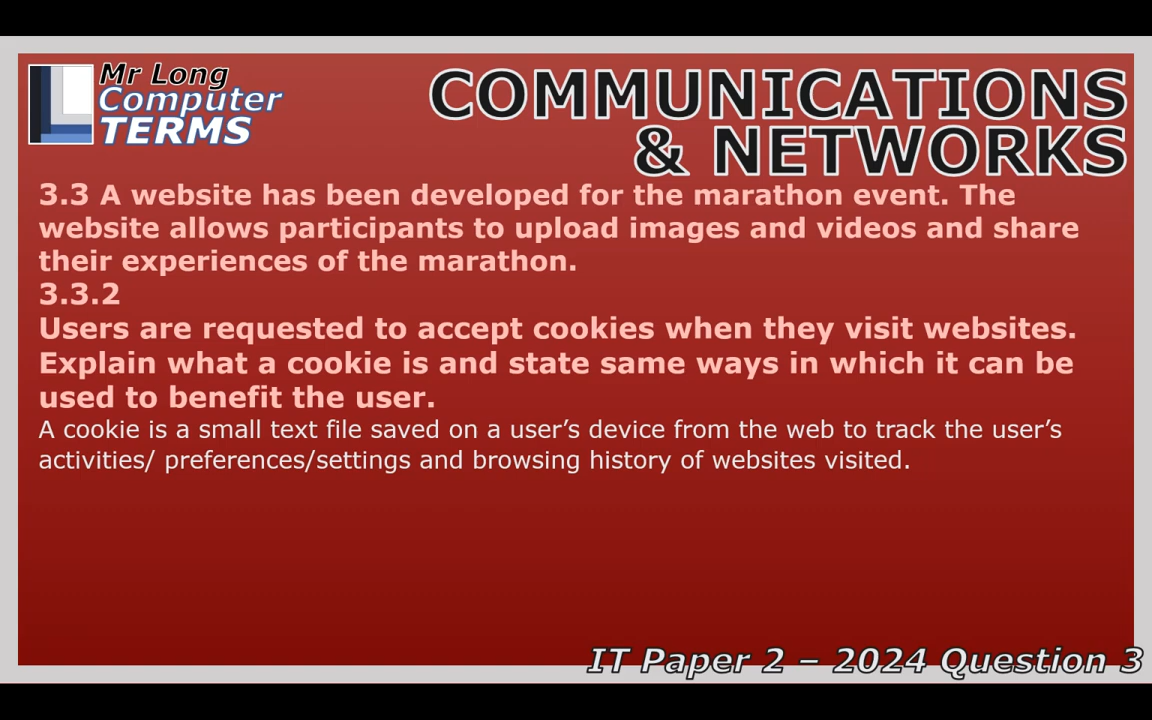 Mr Long
Computer
TERMS
COMMUNICATIONS
& NETWORKS
3.3 A website has been developed for the marathon event. The
website allows participants to upload images and videos and share
their experiences of the marathon.
3.3.2
Users are requested to accept cookies when they visit websites.
Explain what a cookie is and state same ways in which it can be
used to benefit the user.
A cookie is a small text file saved on a user’s device from the web to track the user’s
activities/ preferences/settings and browsing history of websites visited.
IT Paper 2 – 2024 Question 3